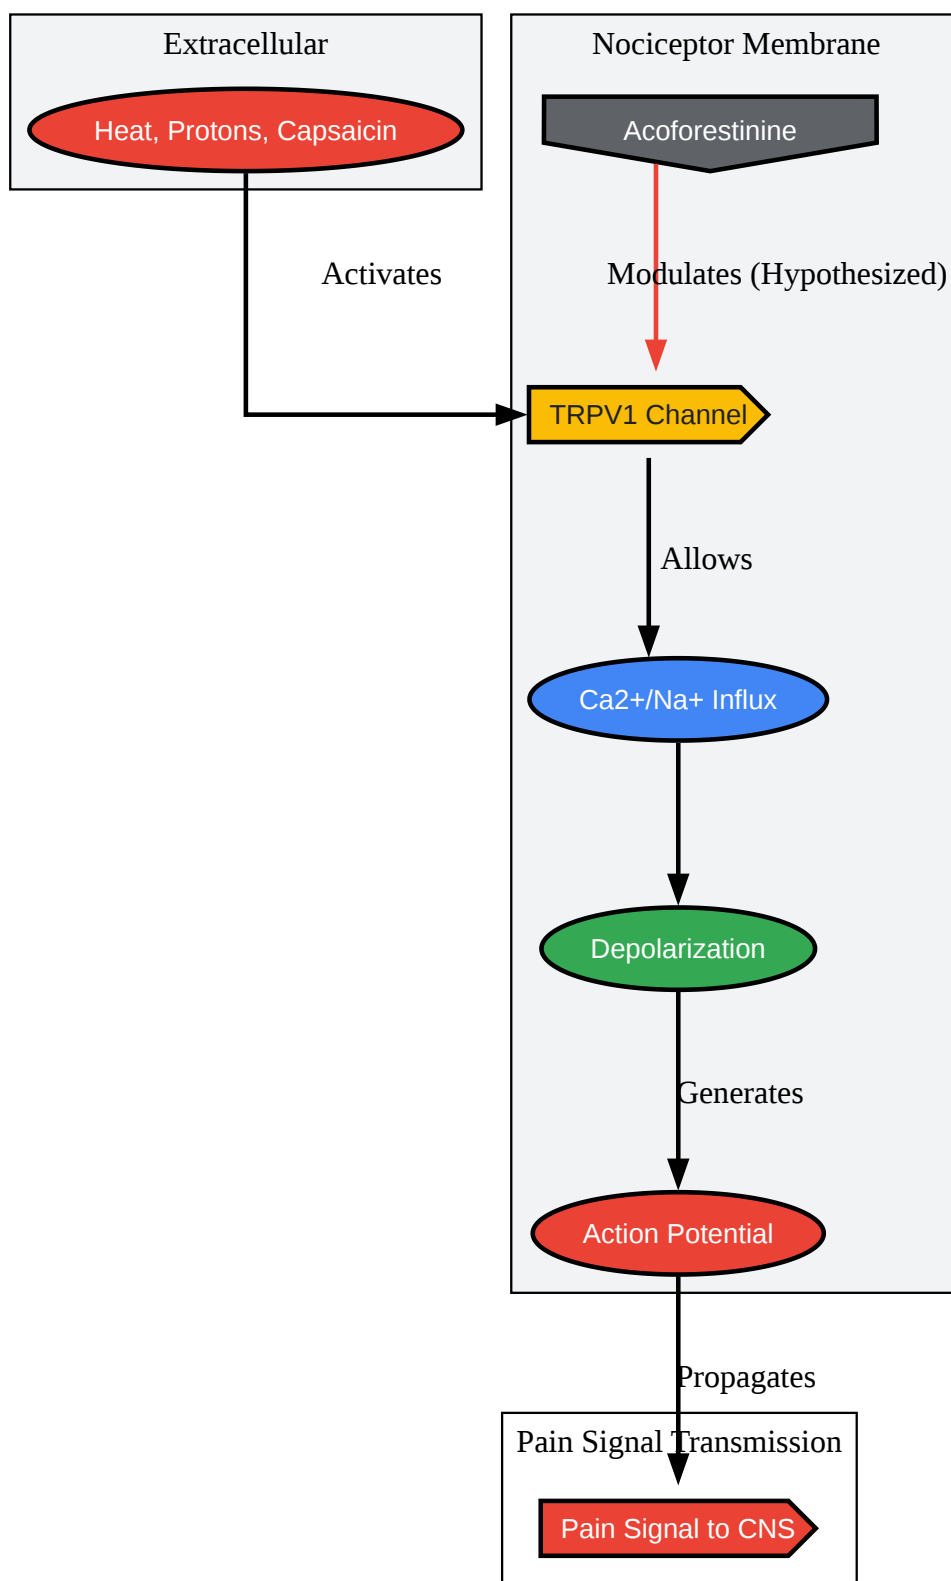 Extracellular
Heat, Protons, Capsaicin
Activates
Nociceptor Membrane
Acoforestinine
Modulates (Hypothesized)
TRPV1 Channel
Allows
Ca2+/Na+ Influx
Depolarization
Generates
Action Potential
Propagates
Pain Signal Transmission
Pain Signal to CNS